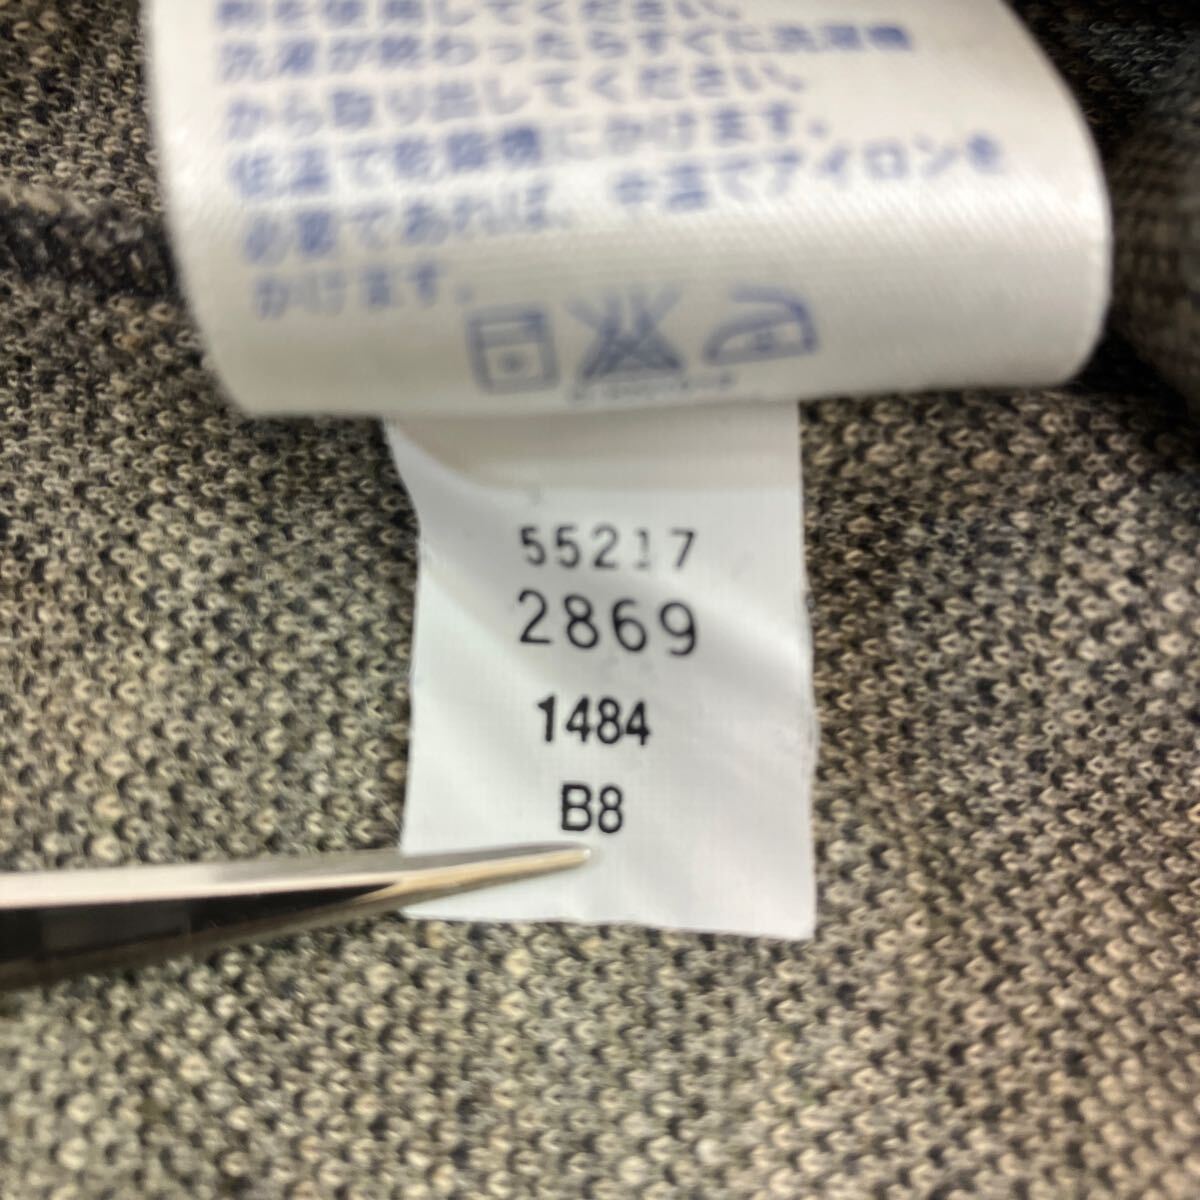 剤を使用してください。
洗濯が終わったらすぐに洗濯機
から取り出してください。
低温で乾燥機にかけます。
必要であれば、中温でアイロンを
かけます。
55217
2869
1484
B8